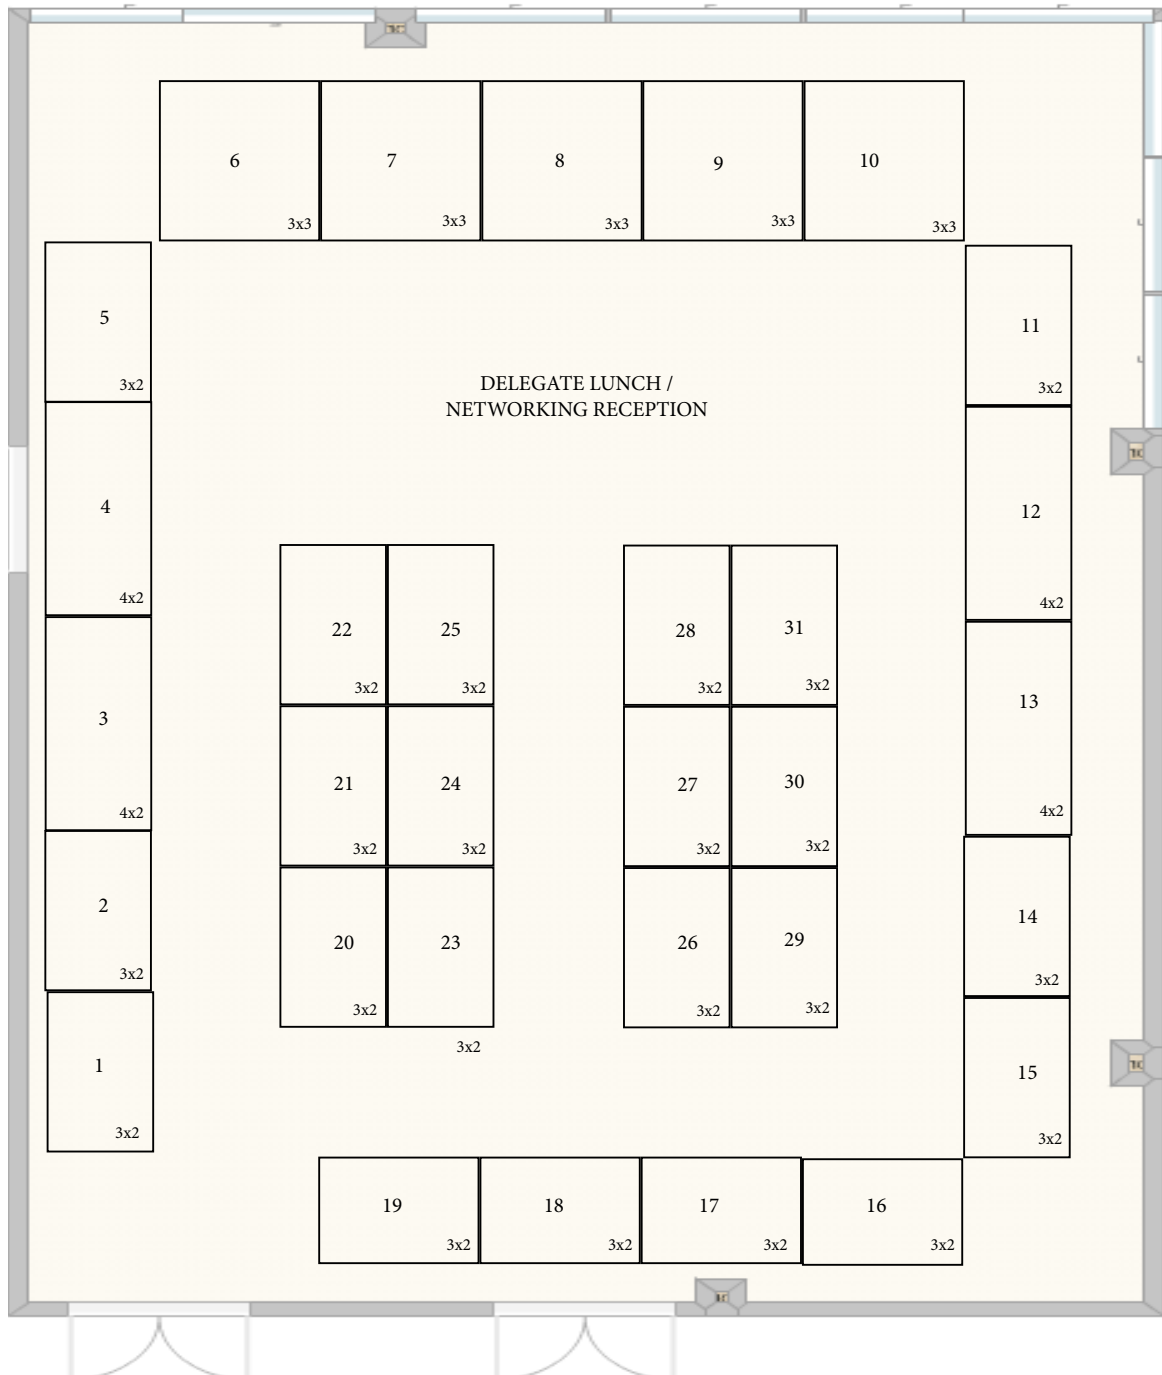 6
7
8
9
10
3x3
3x3
3x3
3x3
3x3
5
3x2
11
3x2
DELEGATE LUNCH /
NETWORKING RECEPTION
4
4x2
12
4x2
22
3x2
25
3x2
28
3x2
31
3x2
3
4x2
13
4x2
21
3x2
24
3x2
27
3x2
30
3x2
2
3x2
14
3x2
20
3x2
23
3x2
26
3x2
29
3x2
1
3x2
15
3x2
19
3x2
18
3x2
17
3x2
16
3x2